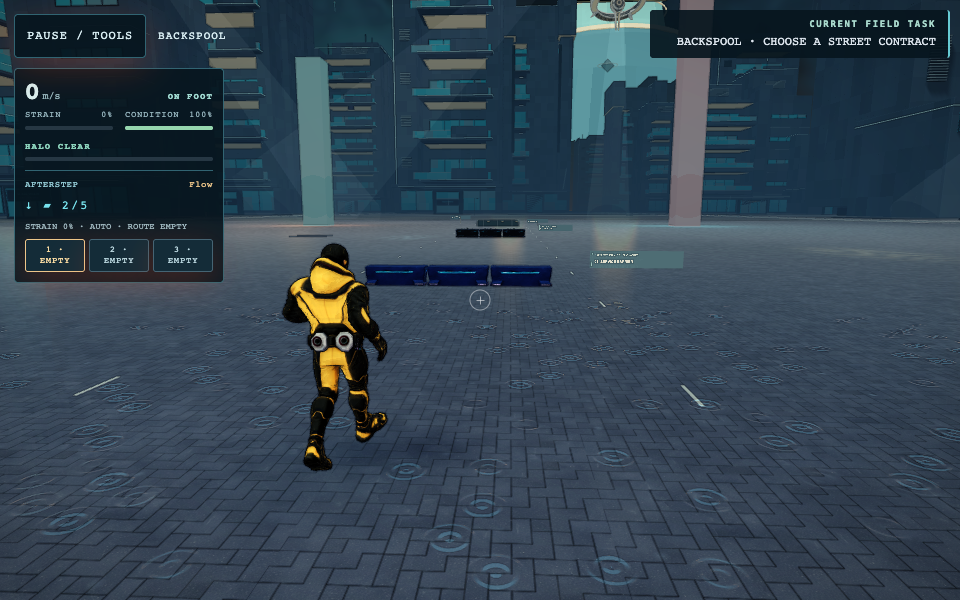 PAUSE / TOOLS
BACKSPOOL
CURRENT FIELD TASK
BACKSPOOL · CHOOSE A STREET CONTRACT
0 m/s
ON FOOT
STRAIN 0%
CONDITION 100%
HALO CLEAR
AFTERSTEP
Flow
↓ ▰ 2/5
STRAIN 0% · AUTO · ROUTE EMPTY
1 · EMPTY
2 · EMPTY
3 · EMPTY